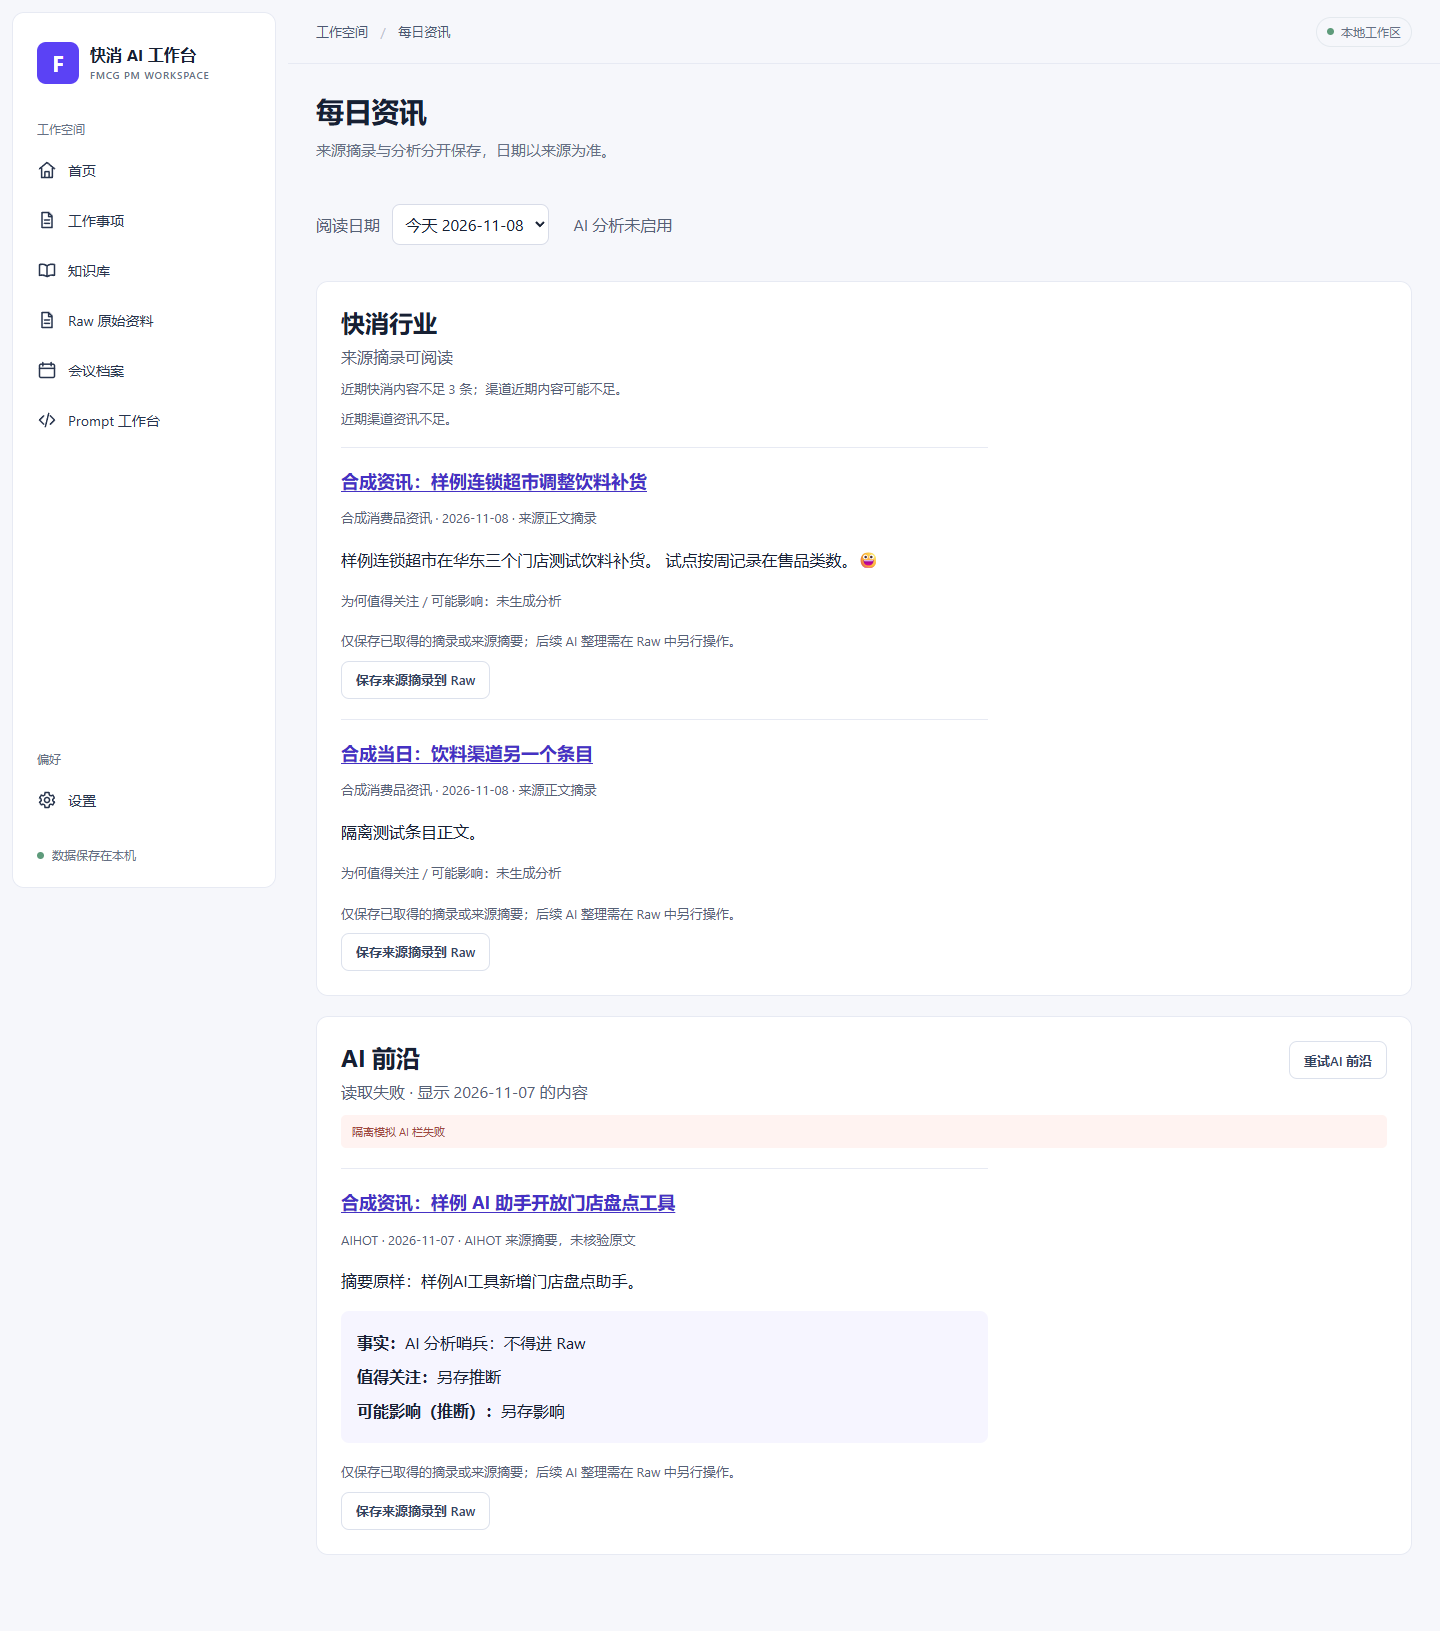 F
快消 AI 工作台
FMCG PM WORKSPACE
工作空间
首页
工作事项
知识库
Raw 原始资料
会议档案
Prompt 工作台
偏好
设置
数据保存在本机
工作空间 / 每日资讯
本地工作区
每日资讯
来源摘录与分析分开保存，日期以来源为准。
阅读日期 今天 2026-11-08 AI 分析未启用
快消行业
来源摘录可阅读
近期快消内容不足 3 条；渠道近期内容可能不足。
近期渠道资讯不足。
合成资讯：样例连锁超市调整饮料补货
合成消费品资讯 · 2026-11-08 · 来源正文摘录
样例连锁超市在华东三个门店测试饮料补货。 试点按周记录在售品类数。 😀
为何值得关注 / 可能影响：未生成分析
仅保存已取得的摘录或来源摘要；后续 AI 整理需在 Raw 中另行操作。
保存来源摘录到 Raw
合成当日：饮料渠道另一个条目
合成消费品资讯 · 2026-11-08 · 来源正文摘录
隔离测试条目正文。
为何值得关注 / 可能影响：未生成分析
仅保存已取得的摘录或来源摘要；后续 AI 整理需在 Raw 中另行操作。
保存来源摘录到 Raw
AI 前沿
重试AI 前沿
读取失败 · 显示 2026-11-07 的内容
隔离模拟 AI 栏失败
合成资讯：样例 AI 助手开放门店盘点工具
AIHOT · 2026-11-07 · AIHOT 来源摘要，未核验原文
摘要原样：样例AI工具新增门店盘点助手。
事实：AI 分析哨兵：不得进 Raw
值得关注：另存推断
可能影响（推断）：另存影响
仅保存已取得的摘录或来源摘要；后续 AI 整理需在 Raw 中另行操作。
保存来源摘录到 Raw